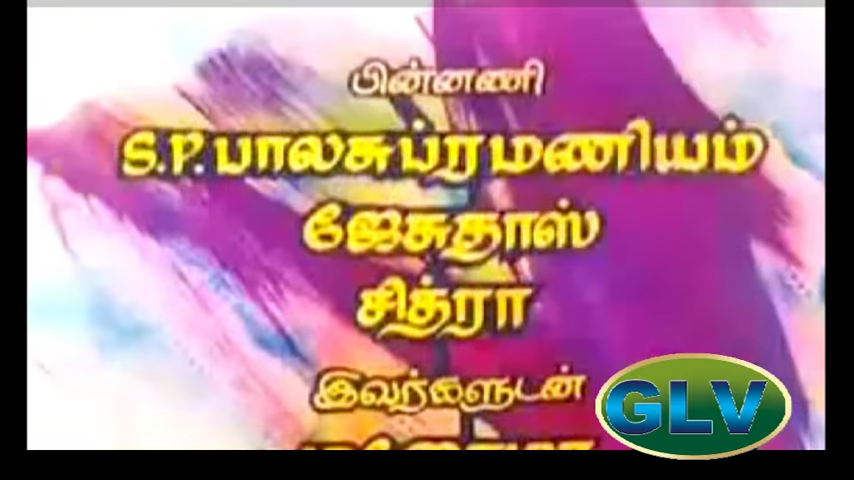 பின்னணி
S.P. பாலசுப்ரமணியம்
ஜேசுதாஸ்
சித்ரா
இவர்களுடன்
GLV